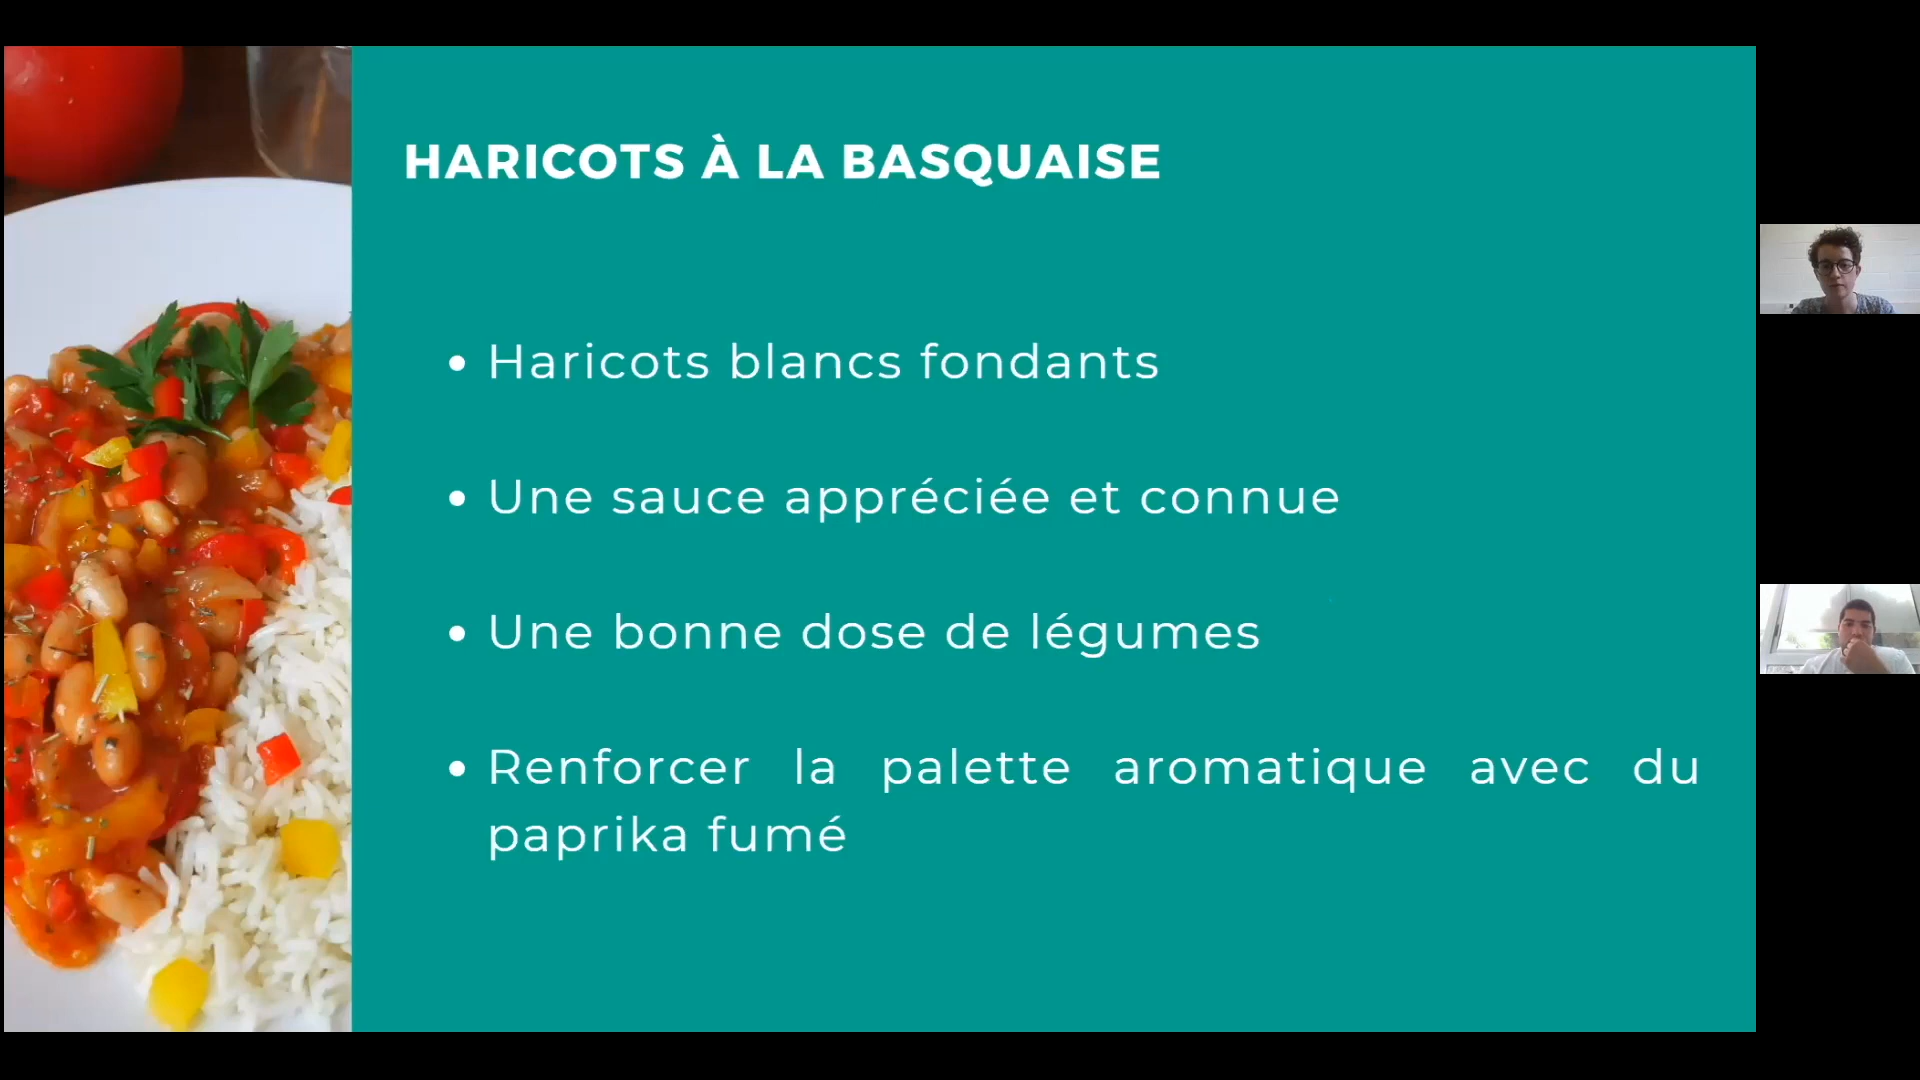 HARICOTS À LA BASQUAISE
Haricots blancs fondants
Une sauce appréciée et connue
Une bonne dose de légumes
Renforcer la palette aromatique avec du
paprika fumé